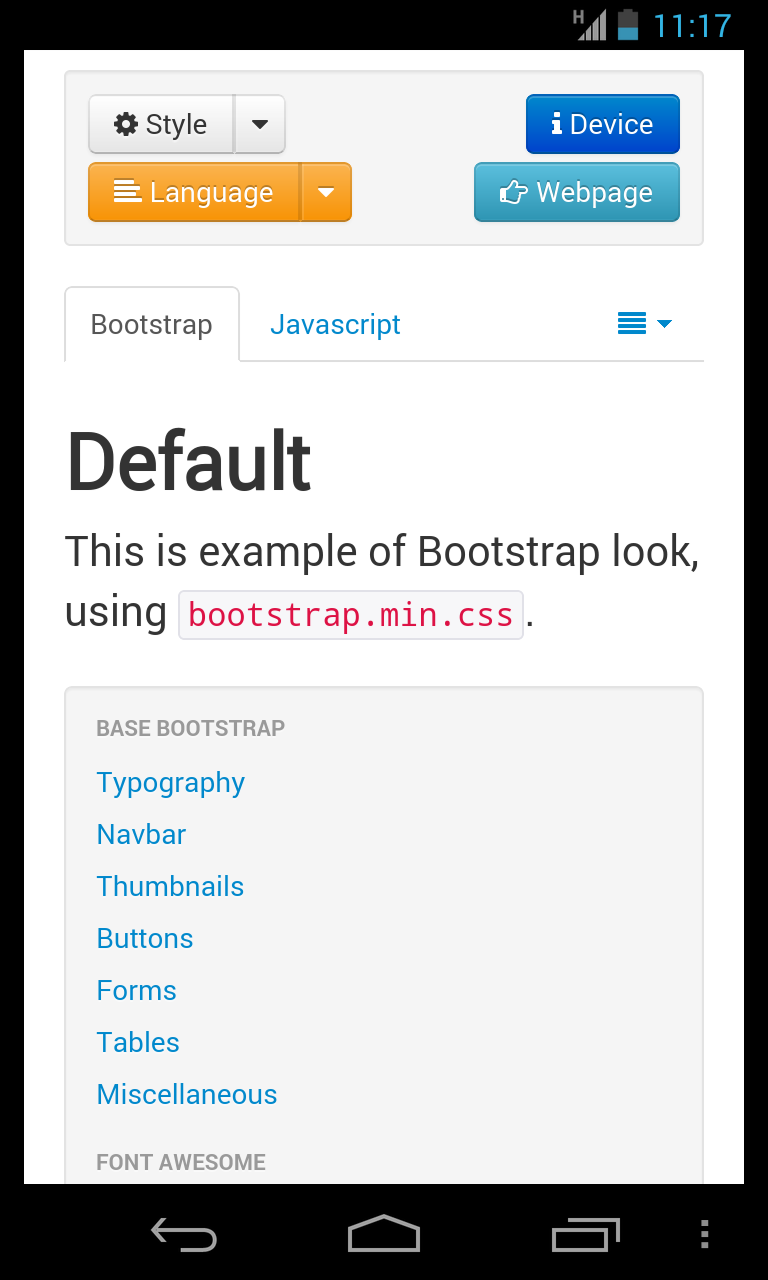 H 11:17
Style Device
Language Webpage
Bootstrap Javascript
Default
This is example of Bootstrap look,
using bootstrap.min.css.
BASE BOOTSTRAP
Typography
Navbar
Thumbnails
Buttons
Forms
Tables
Miscellaneous
FONT AWESOME